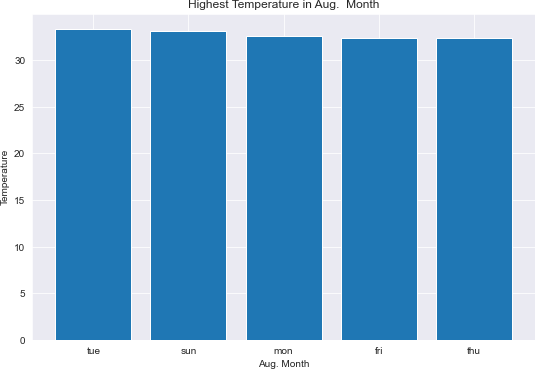 Highest Temperature in Aug.  Month
Temperature
30
25
20
15
10
5
0
tue
sun
mon
fri
thu
Aug. Month